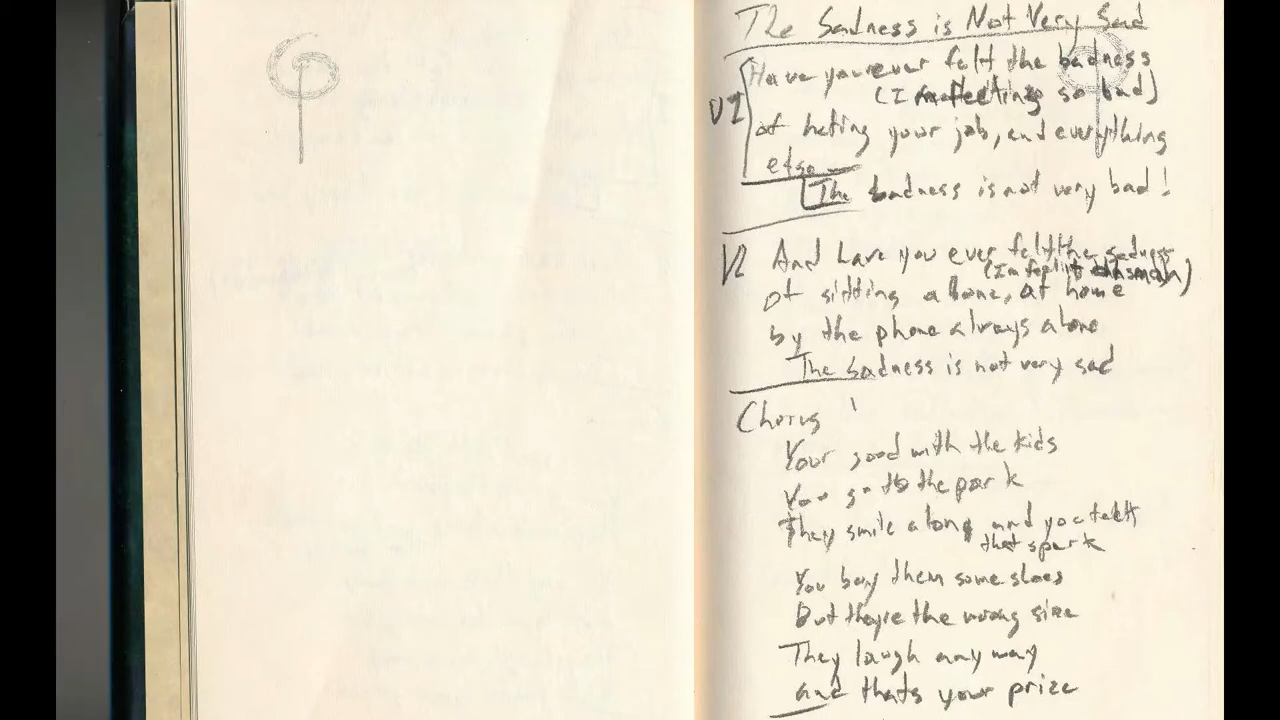 The Sadness is Not Very Sad
V1
Have you ever felt the badness
(I so bad)
of hating your job, and everything
else
The badness is not very bad!
V2
And have you ever felt the sadness
(Im
of sitting alone, at home
by the phone always alone
The Sadness is not very sad
Chorus
Your good with the kids
You go to the park
They smile along and you
that spark
You buy them some shoes
But theyre the wrong size
They laugh any way
and thats your prize